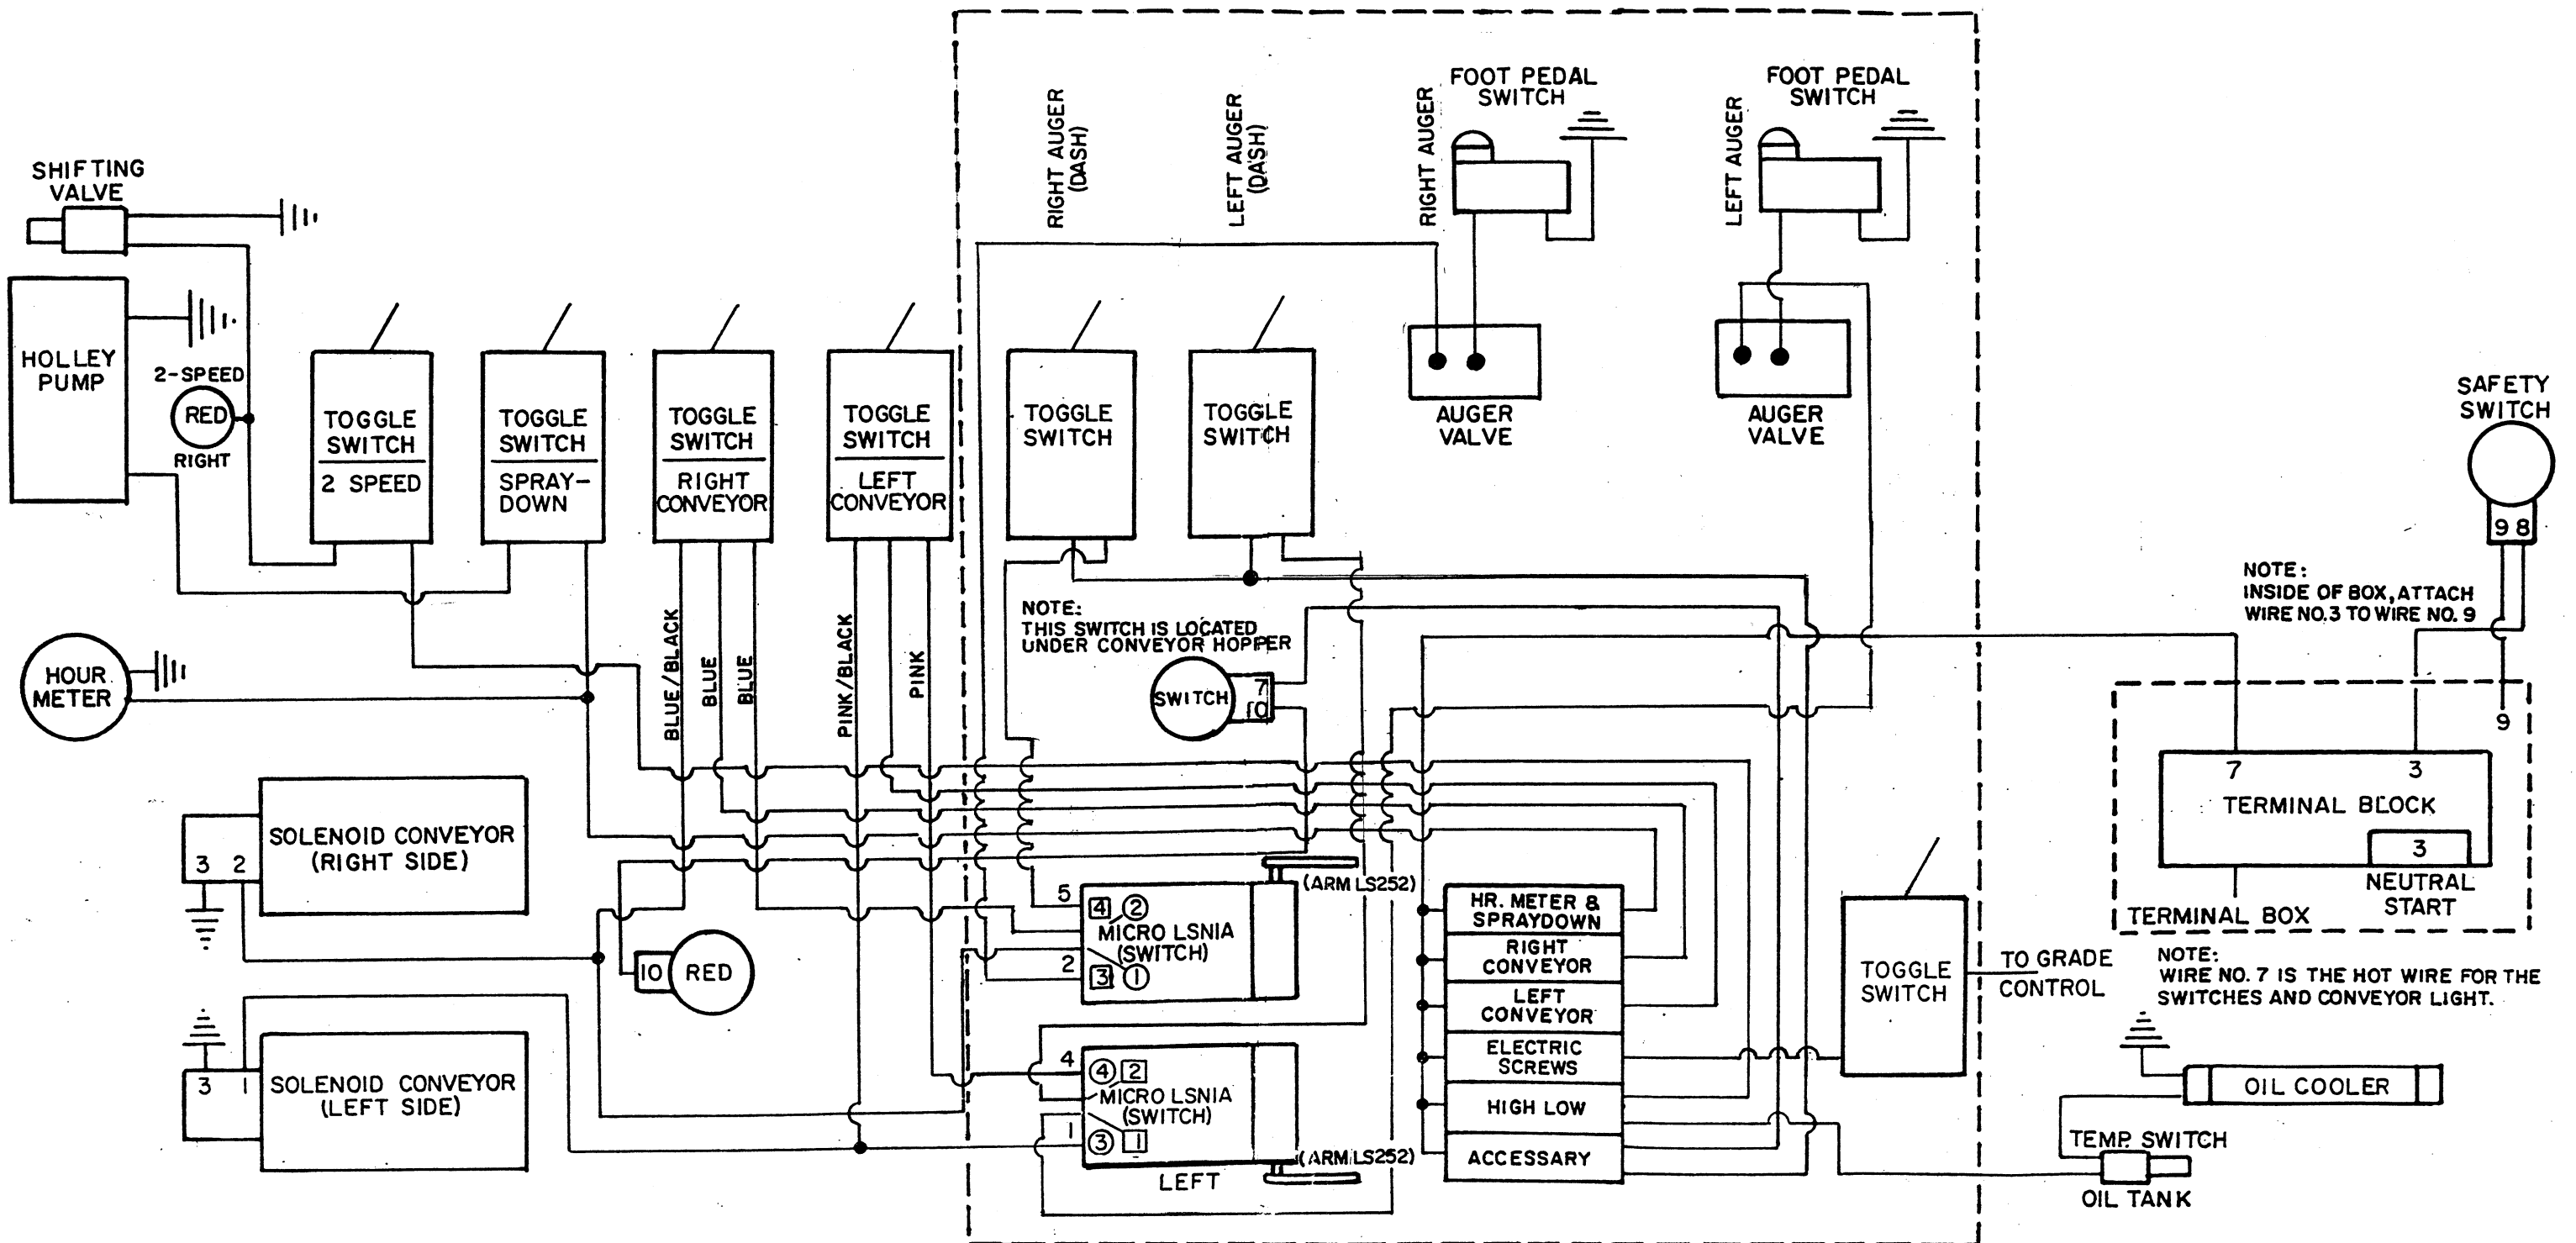 SHIFTING
VALVE
HOLLEY
PUMP
2-SPEED
RED
RIGHT
TOGGLE
SWITCH
2 SPEED
TOGGLE
SWITCH
SPRAY-
DOWN
TOGGLE
SWITCH
RIGHT
CONVEYOR
TOGGLE
SWITCH
LEFT
CONVEYOR
RIGHT AUGER
(DASH)
LEFT AUGER
(DASH)
TOGGLE
SWITCH
TOGGLE
SWITCH
RIGHT AUGER
FOOT PEDAL
SWITCH
AUGER
VALVE
LEFT AUGER
FOOT PEDAL
SWITCH
AUGER
VALVE
SAFETY
SWITCH
9 8
NOTE:
INSIDE OF BOX, ATTACH
WIRE NO.3 TO WIRE NO. 9
9
7
3
TERMINAL BLOCK
3
NEUTRAL
START
TERMINAL BOX
NOTE:
WIRE NO. 7 IS THE HOT WIRE FOR THE
SWITCHES AND CONVEYOR LIGHT.
HOUR
METER
BLUE/BLACK
BLUE
BLUE
PINK/BLACK
PINK
NOTE:
THIS SWITCH IS LOCATED
UNDER CONVEYOR HOPPER
SWITCH
7
10
SOLENOID CONVEYOR
(RIGHT SIDE)
3 2
SOLENOID CONVEYOR
(LEFT SIDE)
3 1
10
RED
5
4 2
MICRO LSNIA
(SWITCH)
2
3 1
(ARM LS252)
4
4 2
MICRO LSNIA
(SWITCH)
1
3 1
(ARM LS252)
LEFT
HR. METER &
SPRAYDOWN
RIGHT
CONVEYOR
LEFT
CONVEYOR
ELECTRIC
SCREWS
HIGH LOW
ACCESSARY
TOGGLE
SWITCH
TO GRADE
CONTROL
OIL COOLER
TEMP. SWITCH
OIL TANK